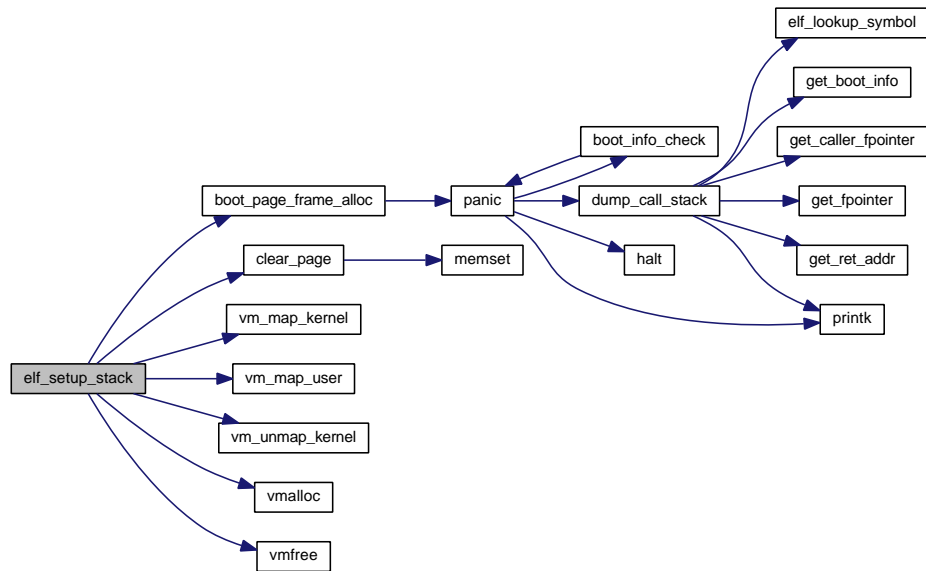 elf_lookup_symbol
get_boot_info
get_caller_fpointer
boot_info_check
boot_page_frame_alloc
panic
dump_call_stack
get_fpointer
clear_page
memset
halt
get_ret_addr
vm_map_kernel
printk
elf_setup_stack
vm_map_user
vm_unmap_kernel
vmalloc
vmfree